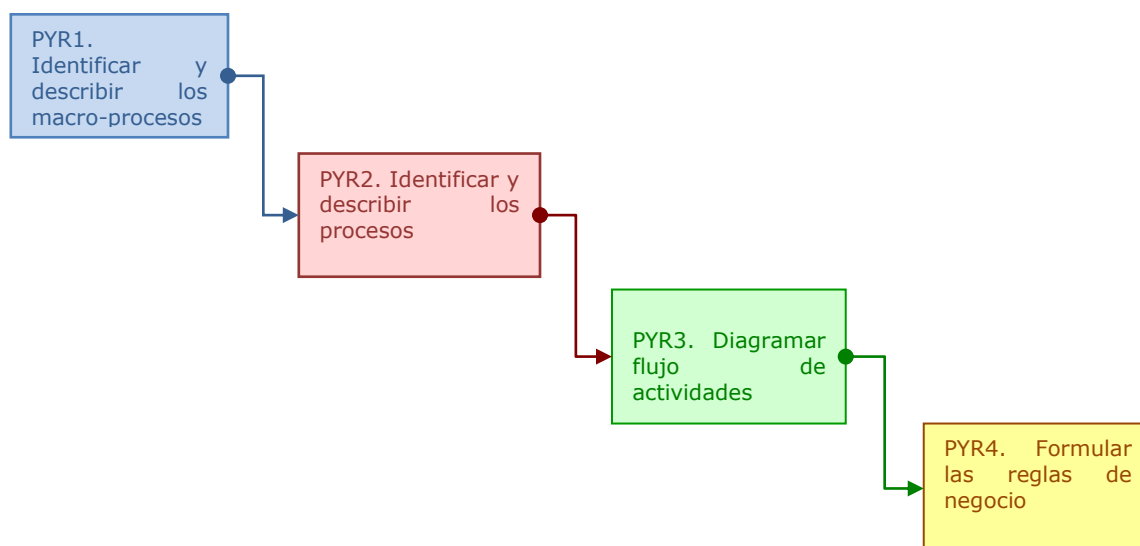 PYR1.
Identificar y
describir los
macro-procesos
PYR2. Identificar y
describir los
procesos
PYR3. Diagramar
flujo de
actividades
PYR4. Formular
las reglas de
negocio